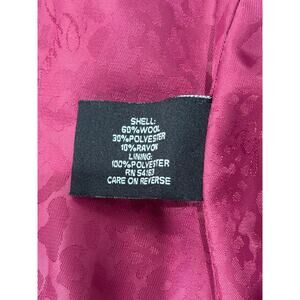 SHELL:
60%WOOL
30%POLYESTER
10%RAYON
LINING:
100%POLYESTER
RN 54163
CARE ON REVERSE